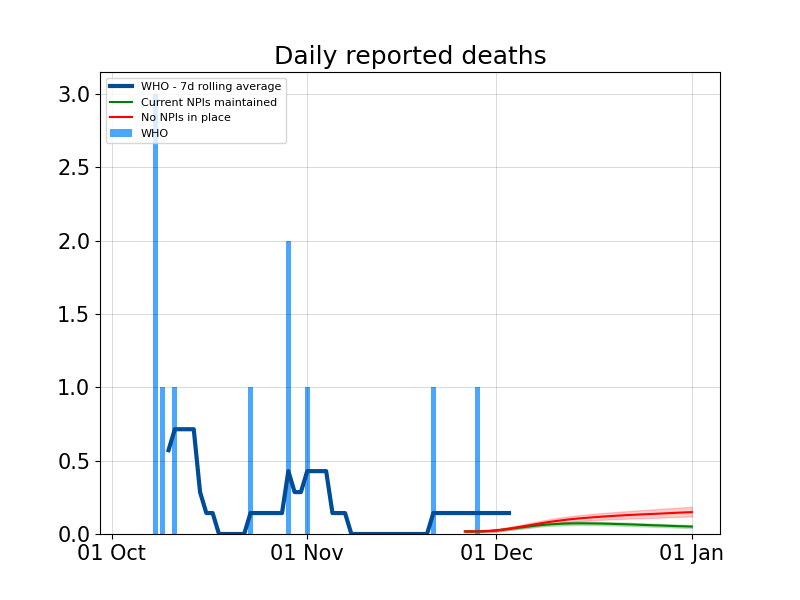 Daily reported deaths
WHO - 7d rolling average
Current NPIs maintained
No NPIs in place
WHO
3.0
2.5
2.0
1.5
1.0
0.5
0.0
01 Oct
01 Nov
01 Dec
01 Jan